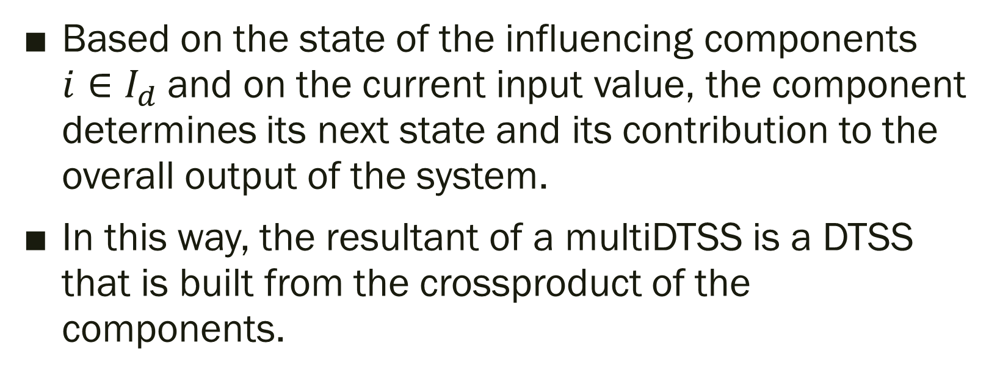 ■ Based on the state of the influencing components
i ∈ I_d and on the current input value, the component
determines its next state and its contribution to the
overall output of the system.
■ In this way, the resultant of a multiDTSS is a DTSS
that is built from the crossproduct of the
components.